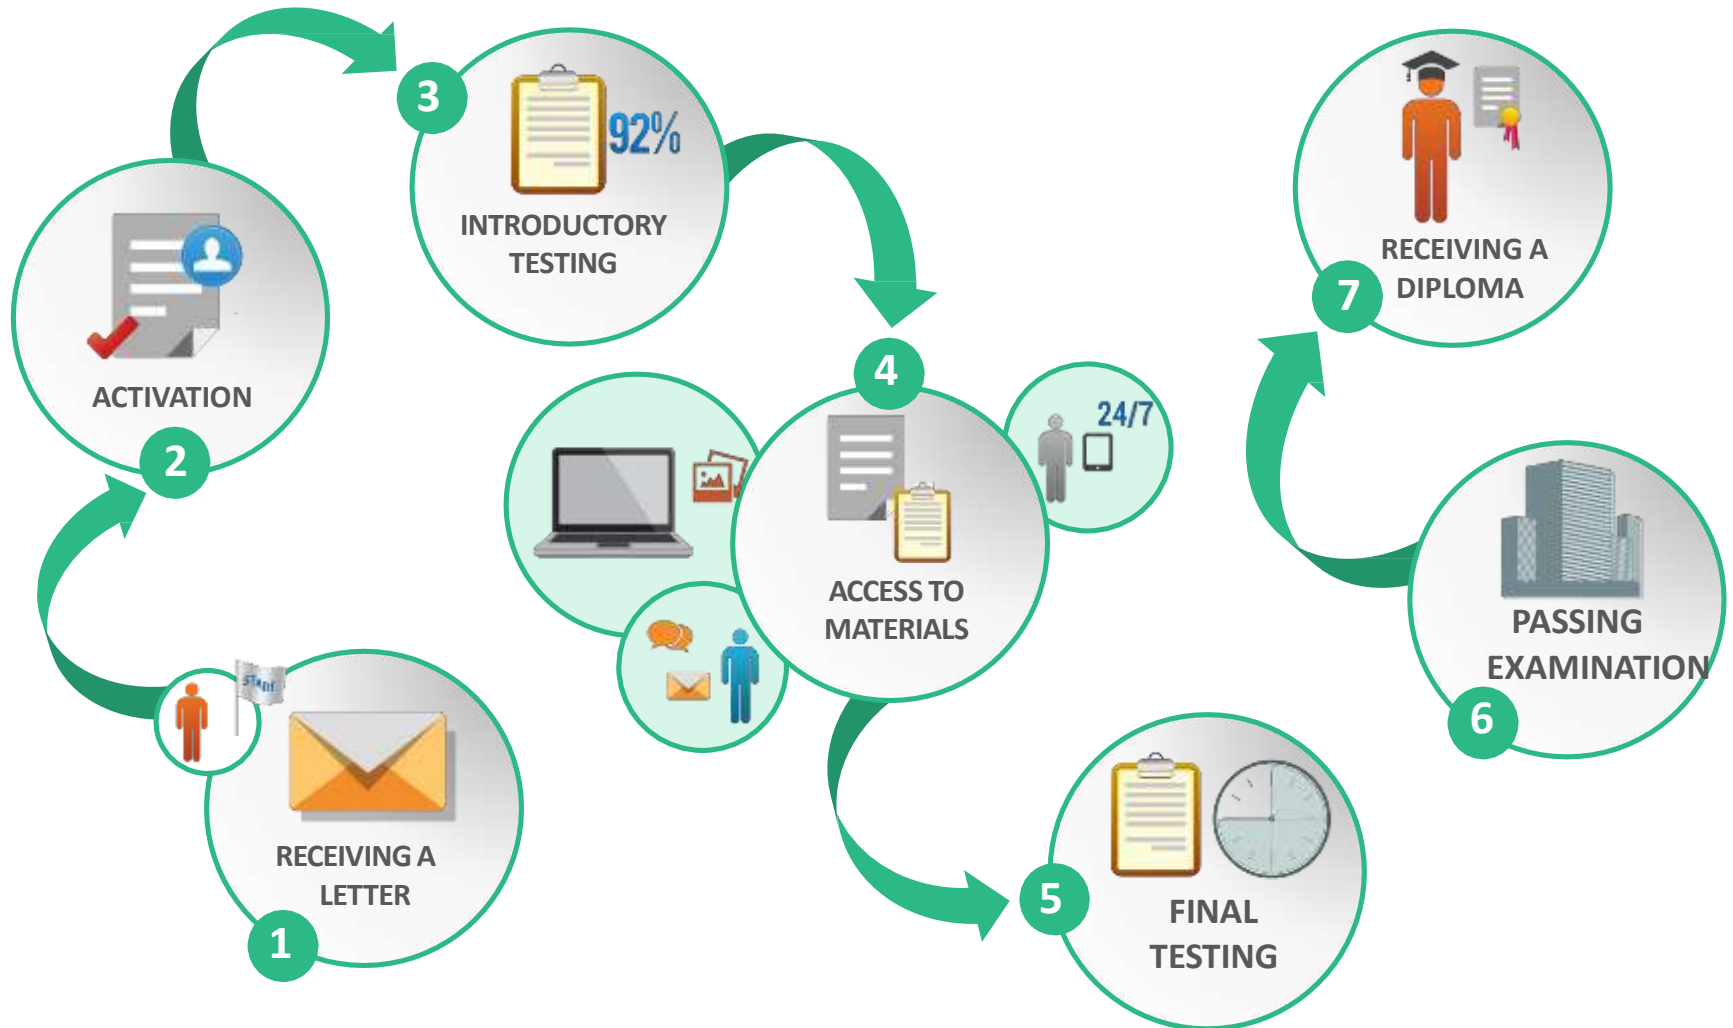 1
RECEIVING A
LETTER
START
2
ACTIVATION
3
92%
INTRODUCTORY
TESTING
4
24/7
ACCESS TO
MATERIALS
5
FINAL
TESTING
6
PASSING
EXAMINATION
7
RECEIVING A
DIPLOMA